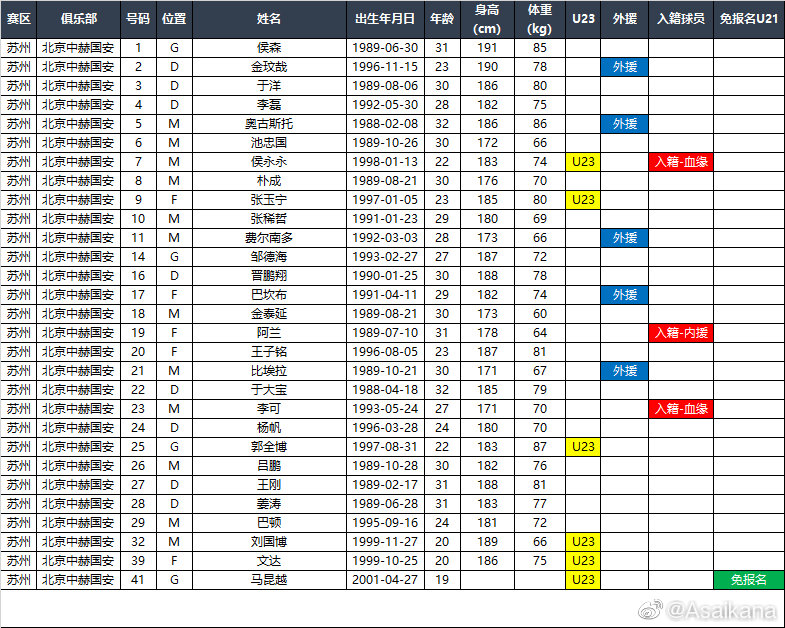 赛区 俱乐部 号码 位置 姓名 出生年月日 年龄 身高(cm) 体重(kg) U23 外援 入籍球员 免报名U21
苏州 北京中赫国安 1 G 侯森 1989-06-30 31 191 85
苏州 北京中赫国安 2 D 金玟哉 1996-11-15 23 190 78 外援
苏州 北京中赫国安 3 D 于洋 1989-08-06 30 186 80
苏州 北京中赫国安 4 D 李磊 1992-05-30 28 182 75
苏州 北京中赫国安 5 M 奥古斯托 1988-02-08 32 186 86 外援
苏州 北京中赫国安 6 M 池忠国 1989-10-26 30 172 66
苏州 北京中赫国安 7 M 侯永永 1998-01-13 22 183 74 U23 入籍-血缘
苏州 北京中赫国安 8 M 朴成 1989-08-21 30 176 70
苏州 北京中赫国安 9 F 张玉宁 1997-01-05 23 185 80 U23
苏州 北京中赫国安 10 M 张稀哲 1991-01-23 29 180 69
苏州 北京中赫国安 11 M 费尔南多 1992-03-03 28 173 66 外援
苏州 北京中赫国安 14 G 邹德海 1993-02-27 27 187 72
苏州 北京中赫国安 16 D 晋鹏翔 1990-01-25 30 188 78
苏州 北京中赫国安 17 F 巴坎布 1991-04-11 29 182 74 外援
苏州 北京中赫国安 18 M 金泰延 1989-08-21 30 173 60
苏州 北京中赫国安 19 F 阿兰 1989-07-10 31 178 64 入籍-内援
苏州 北京中赫国安 20 F 王子铭 1996-08-05 23 187 81
苏州 北京中赫国安 21 M 比埃拉 1989-10-21 30 171 67 外援
苏州 北京中赫国安 22 D 于大宝 1988-04-18 32 185 79
苏州 北京中赫国安 23 M 李可 1993-05-24 27 171 70 入籍-血缘
苏州 北京中赫国安 24 D 杨帆 1996-03-28 24 180 70
苏州 北京中赫国安 25 G 郭全博 1997-08-31 22 183 87 U23
苏州 北京中赫国安 26 M 吕鹏 1989-10-28 30 182 76
苏州 北京中赫国安 27 D 王刚 1989-02-17 31 188 81
苏州 北京中赫国安 28 D 姜涛 1989-06-28 31 183 77
苏州 北京中赫国安 29 M 巴顿 1995-09-16 24 181 72
苏州 北京中赫国安 32 M 刘国博 1999-11-27 20 189 66 U23
苏州 北京中赫国安 39 F 文达 1999-10-25 20 186 75 U23
苏州 北京中赫国安 41 G 马昆越 2001-04-27 19 U23 免报名
@Asaikana